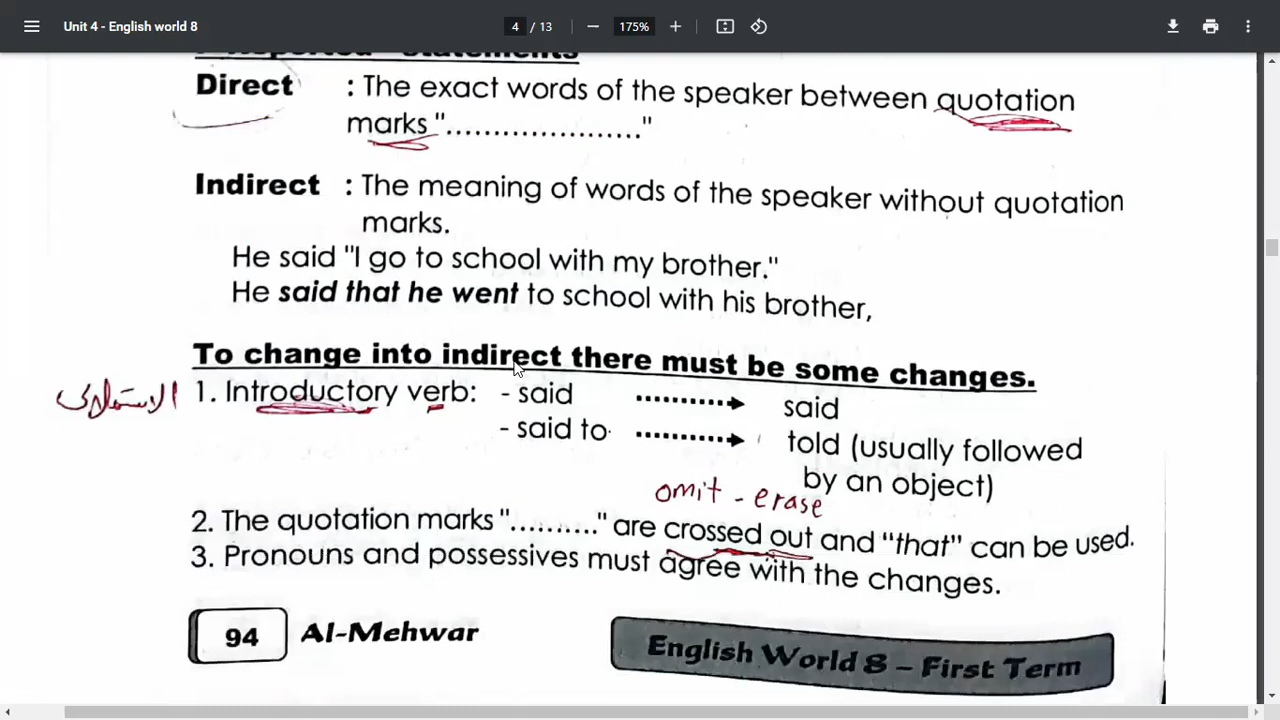 Unit 4 - English world 8
4 / 13
175%
Reported Statements
Direct : The exact words of the speaker between quotation
marks "......................"
Indirect : The meaning of words of the speaker without quotation
marks.
He said "I go to school with my brother."
He said that he went to school with his brother,
To change into indirect there must be some changes.
1. Introductory verb: - said ............ said
- said to ............ told (usually followed
by an object)
omit - erase
2. The quotation marks ".........." are crossed out and "that" can be used.
3. Pronouns and possessives must agree with the changes.
94 Al-Mehwar
English World 8 – First Term